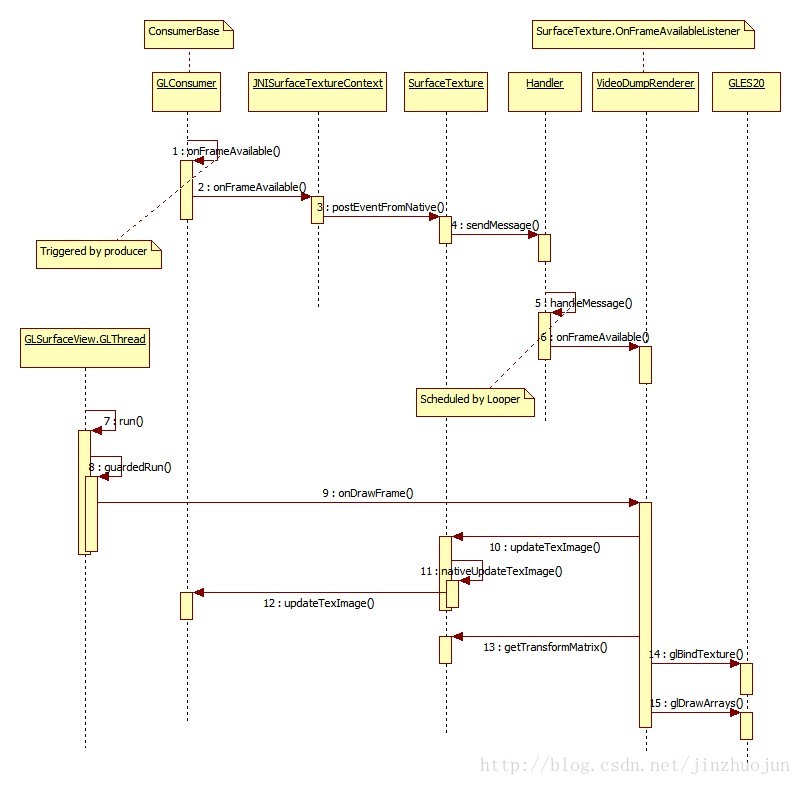 ConsumerBase
SurfaceTexture.OnFrameAvailableListener
GLConsumer
JNISurfaceTextureContext
SurfaceTexture
Handler
VideoDumpRenderer
GLES20
1 : onFrameAvailable()
2 : onFrameAvailable()
3 : postEventFromNative()
4 : sendMessage()
Triggered by producer
5 : handleMessage()
6 : onFrameAvailable()
GLSurfaceView.GLThread
Scheduled by Looper
7 : run()
8 : guardedRun()
9 : onDrawFrame()
10 : updateTexImage()
11 : nativeUpdateTexImage()
12 : updateTexImage()
13 : getTransformMatrix()
14 : glBindTexture()
15 : glDrawArrays()
http://blog.csdn.net/jinzhuojun